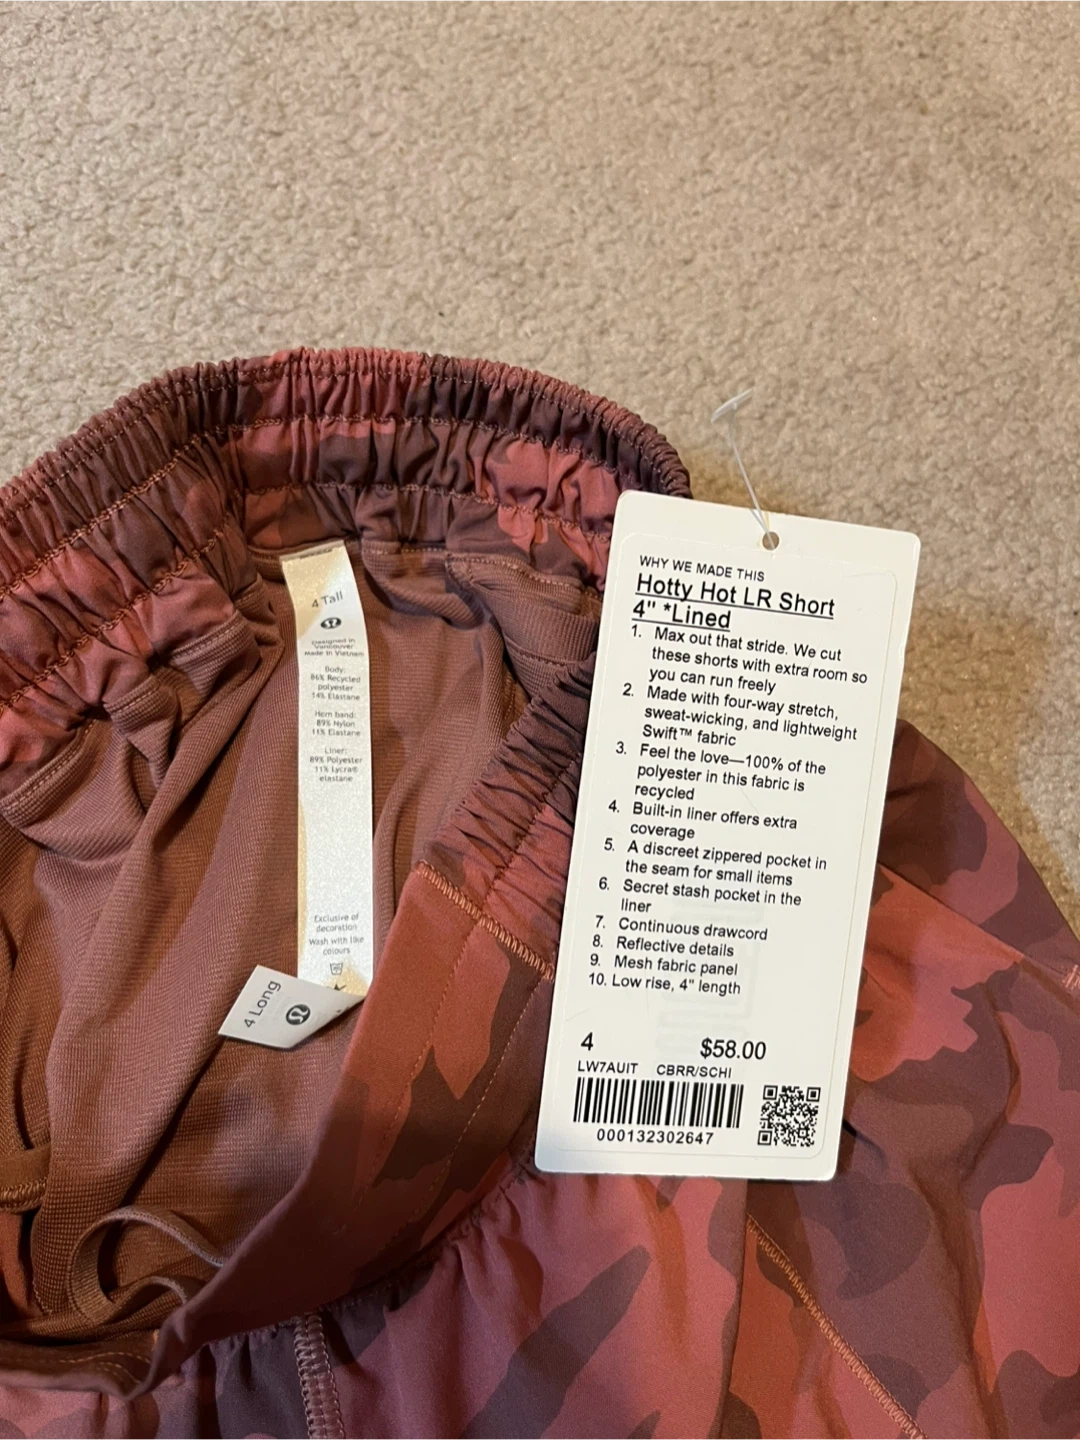 WHY WE MADE THIS
Hotty Hot LR Short
4" *Lined
1. Max out that stride. We cut
these shorts with extra room so
you can run freely
2. Made with four-way stretch,
sweat-wicking, and lightweight
Swift™ fabric
3. Feel the love—100% of the
polyester in this fabric is
recycled
4. Built-in liner offers extra
coverage
5. A discreet zippered pocket in
the seam for small items
6. Secret stash pocket in the
liner
7. Continuous drawcord
8. Reflective details
9. Mesh fabric panel
10. Low rise, 4" length
4 $58.00
LW7AUIT CBRR/SCHI
000132302647
4 Tall
Designed in
Vancouver
Made in Vietnam
Body:
86% Recycled
polyester
14% Elastane
Hem band:
89% Nylon
11% Elastane
Liner:
89% Polyester
11% Lycra®
elastane
Exclusive of
decoration
Wash with like
colours
4 Long